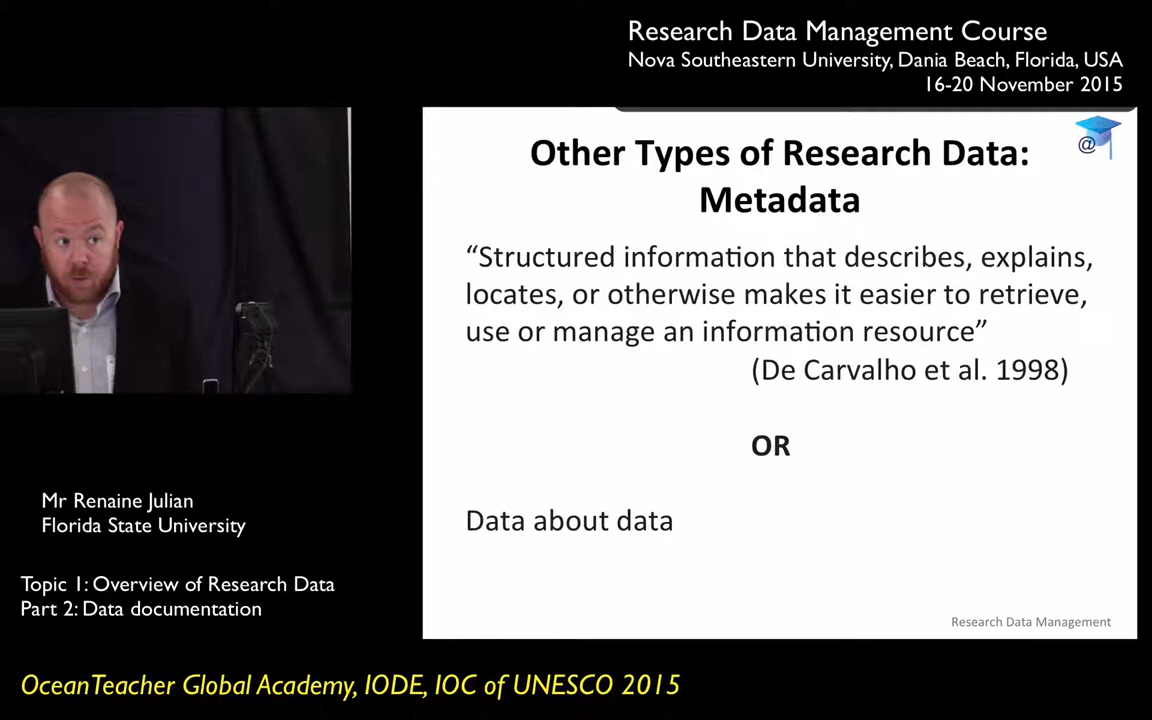 Research Data Management Course
Nova Southeastern University, Dania Beach, Florida, USA
16-20 November 2015
@
Other Types of Research Data:
Metadata
“Structured information that describes, explains,
locates, or otherwise makes it easier to retrieve,
use or manage an information resource”
(De Carvalho et al. 1998)
OR
Data about data
Research Data Management
Mr Renaine Julian
Florida State University
Topic 1: Overview of Research Data
Part 2: Data documentation
OceanTeacher Global Academy, IODE, IOC of UNESCO 2015